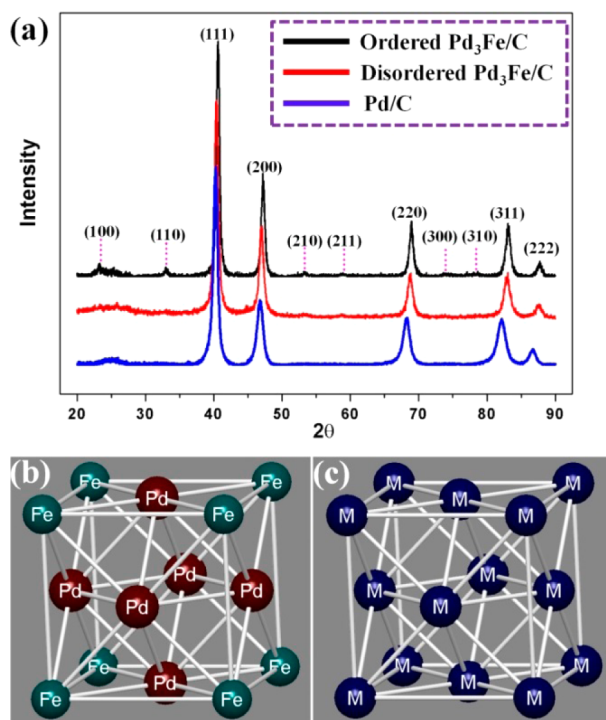 (a)
(111)
Ordered Pd₃Fe/C
Disordered Pd₃Fe/C
Pd/C
(200)
(220)
(311)
(100)
(110)
(210)
(211)
(300)
(310)
(222)
Intensity
20 30 40 50 60 70 80 90
2θ
(b)
Fe Pd Fe
Fe Fe
Pd Pd Pd
Pd
Fe Pd Fe
Fe Fe
(c)
M M M
M M
M M M
M
M M M
M M